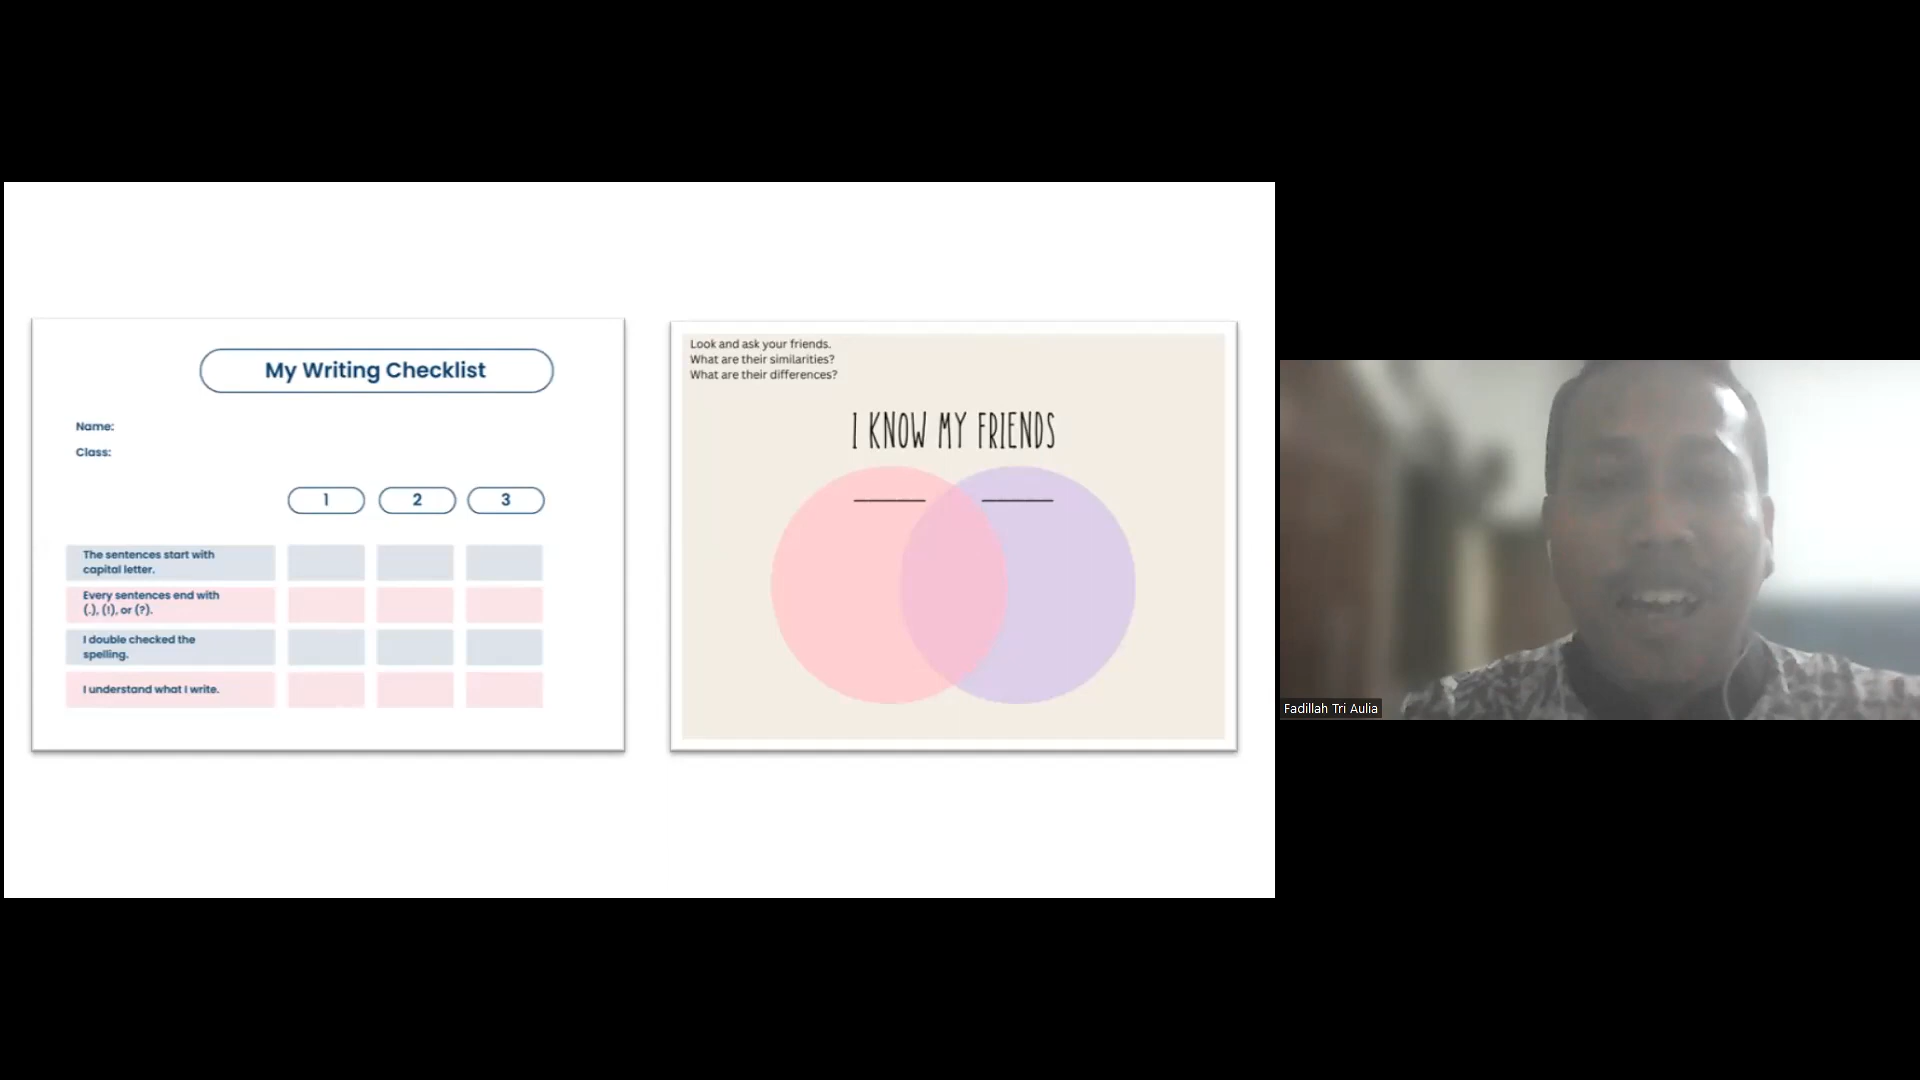 My Writing Checklist
Name:
Class:
1 2 3
The sentences start with
capital letter.
Every sentences end with
(.), (!), or (?).
I double checked the
spelling.
I understand what I write.
Look and ask your friends.
What are their similarities?
What are their differences?
I KNOW MY FRIENDS
Fadillah Tri Aulia